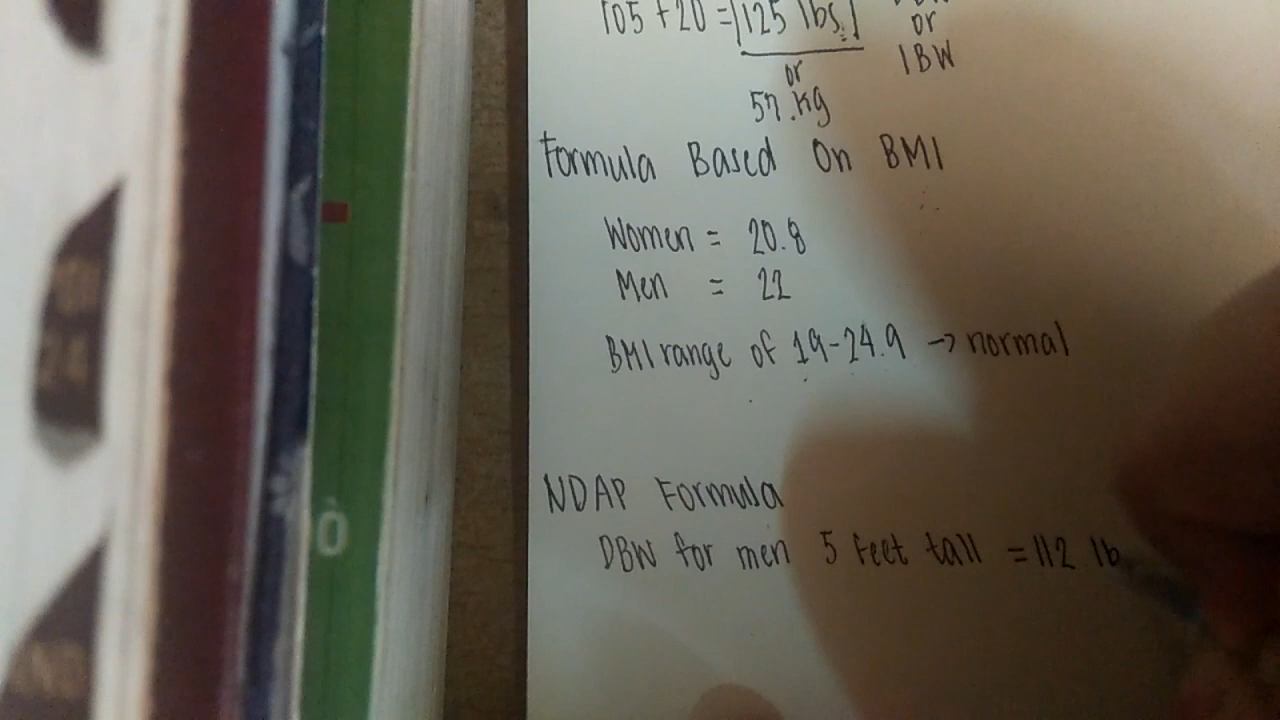 105 + 20 = 125 lbs.
or
IBW
or
57.kg
Formula Based On BMI
Women = 20.8
Men = 22
BMI range of 19-24.9 → normal
NDAP Formula
DBW for men 5 feet tall = 112 lb
Ò